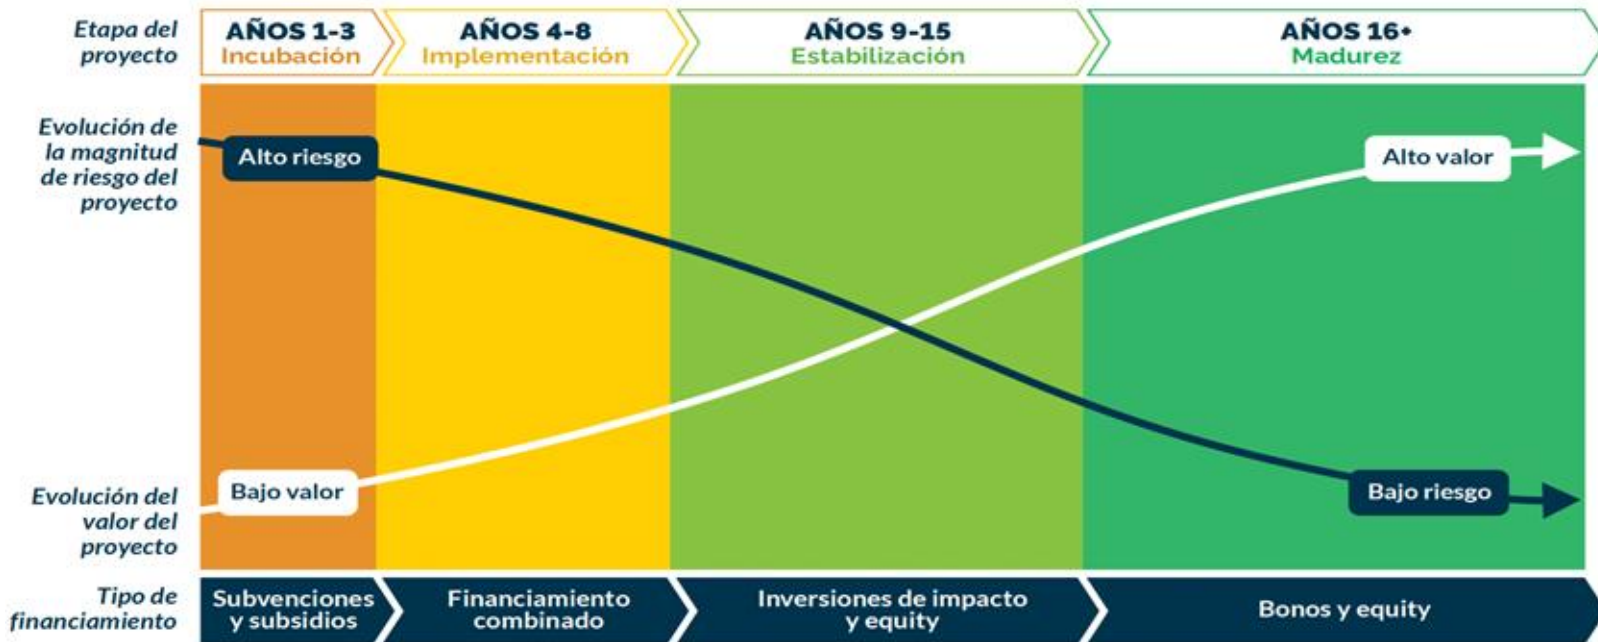 Etapa del
proyecto
AÑOS 1-3
Incubación
AÑOS 4-8
Implementación
AÑOS 9-15
Estabilización
AÑOS 16+
Madurez
Evolución de
la magnitud
de riesgo del
proyecto
Alto riesgo
Alto valor
Evolución del
valor del
proyecto
Bajo valor
Bajo riesgo
Tipo de
financiamiento
Subvenciones
y subsidios
Financiamiento
combinado
Inversiones de impacto
y equity
Bonos y equity